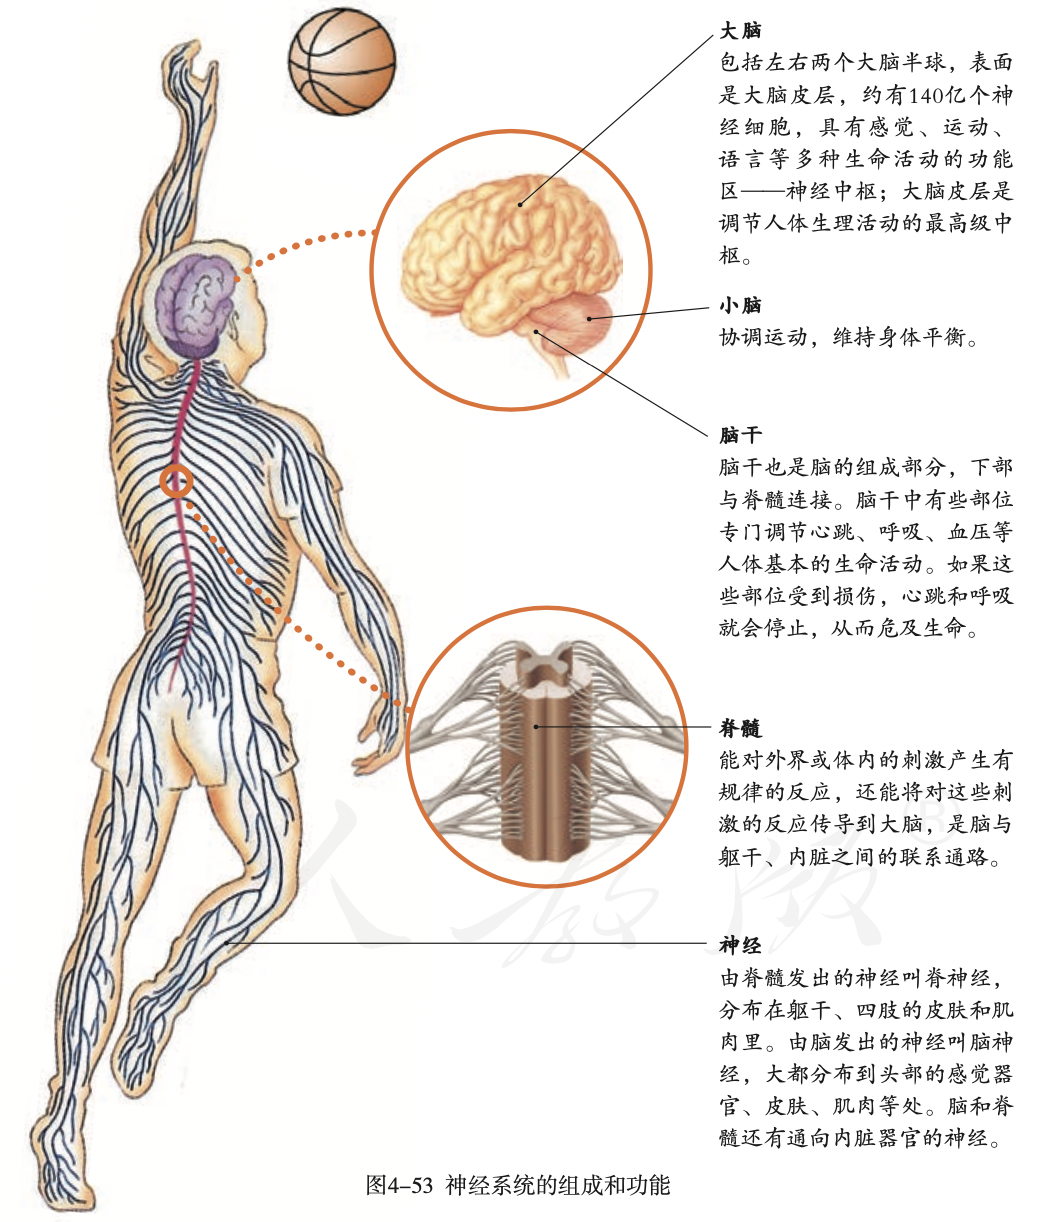 大脑
包括左右两个大脑半球，表面
是大脑皮层，约有140亿个神
经细胞，具有感觉、运动、
语言等多种生命活动的功能
区——神经中枢；大脑皮层是
调节人体生理活动的最高级中
枢。
小脑
协调运动，维持身体平衡。
脑干
脑干也是脑的组成部分，下部
与脊髓连接。脑干中有些部位
专门调节心跳、呼吸、血压等
人体基本的生命活动。如果这
些部位受到损伤，心跳和呼吸
就会停止，从而危及生命。
脊髓
能对外界或体内的刺激产生有
规律的反应，还能将对这些刺
激的反应传导到大脑，是脑与
躯干、内脏之间的联系通路。
神经
由脊髓发出的神经叫脊神经，
分布在躯干、四肢的皮肤和肌
肉里。由脑发出的神经叫脑神
经，大都分布到头部的感觉器
官、皮肤、肌肉等处。脑和脊
髓还有通向内脏器官的神经。
图4–53 神经系统的组成和功能
人教版®